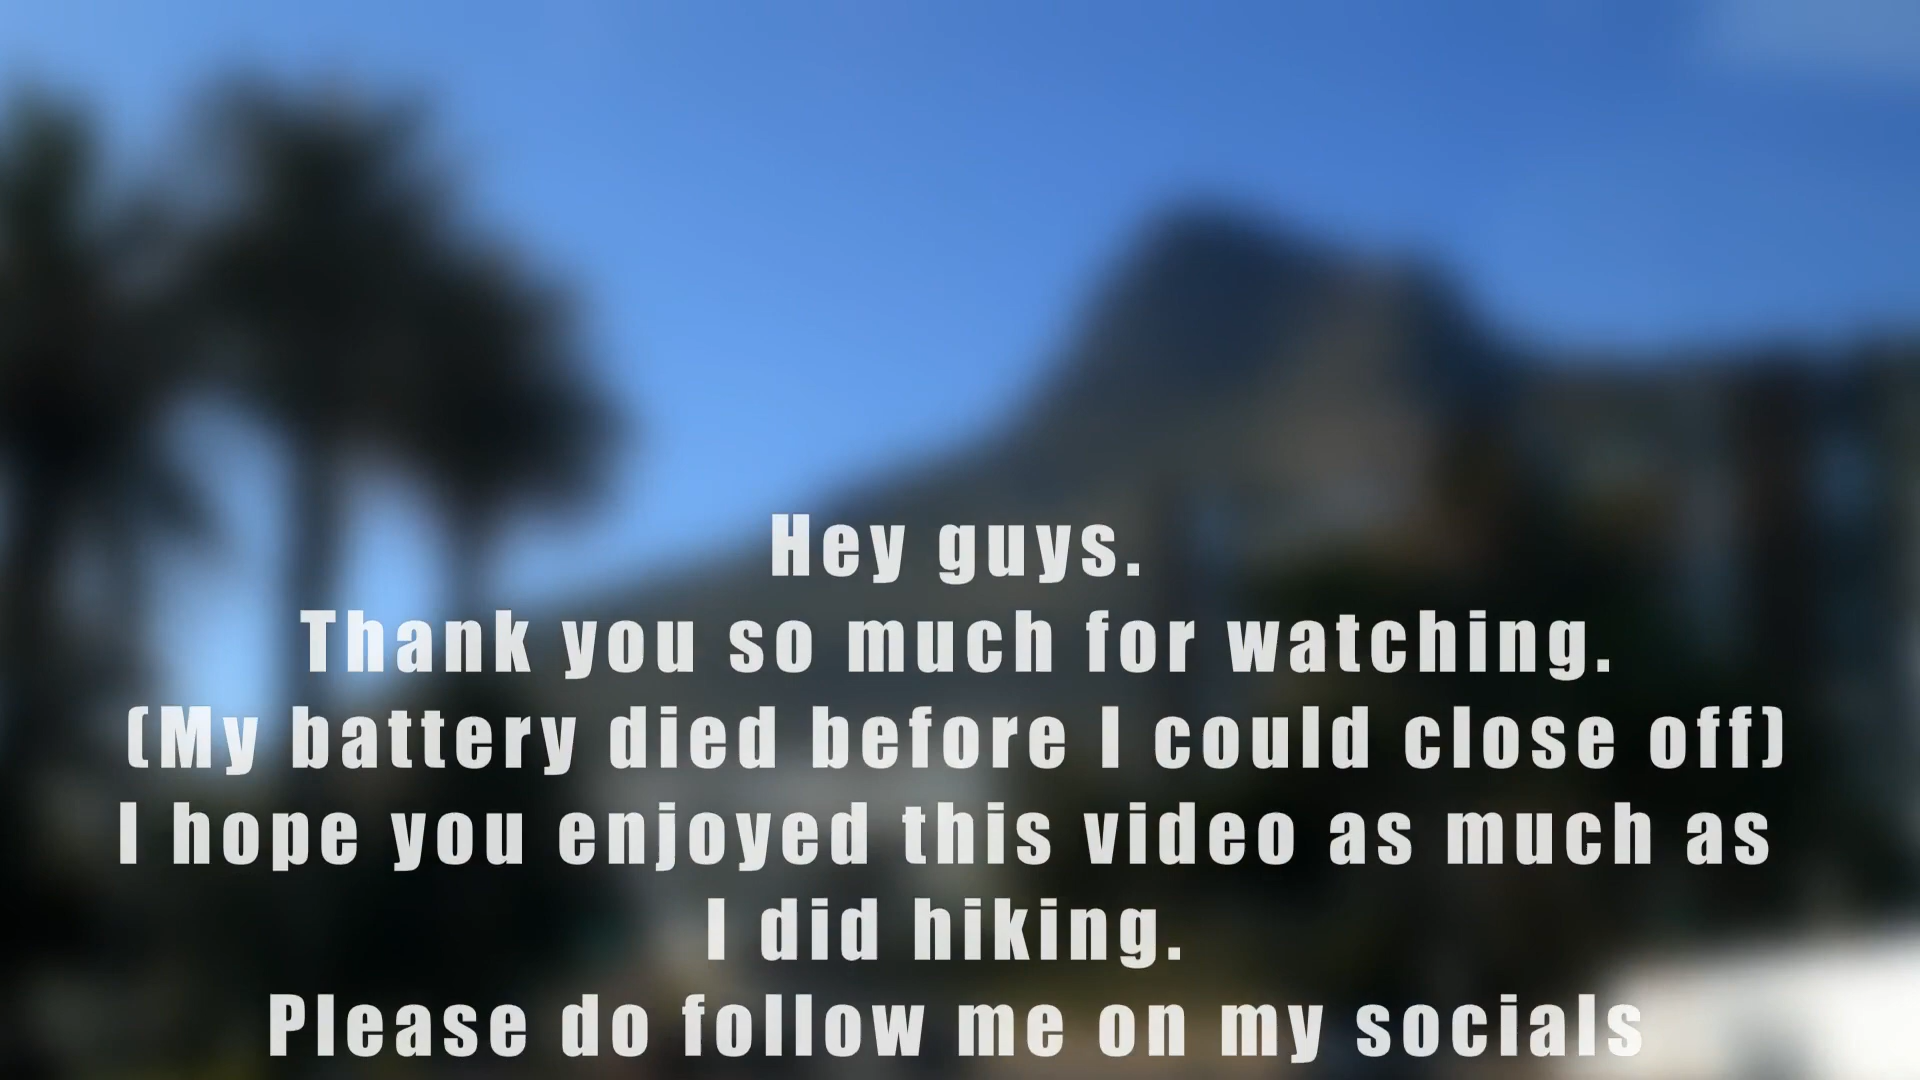 Hey guys.
Thank you so much for watching.
(My battery died before I could close off)
I hope you enjoyed this video as much as
I did hiking.
Please do follow me on my socials